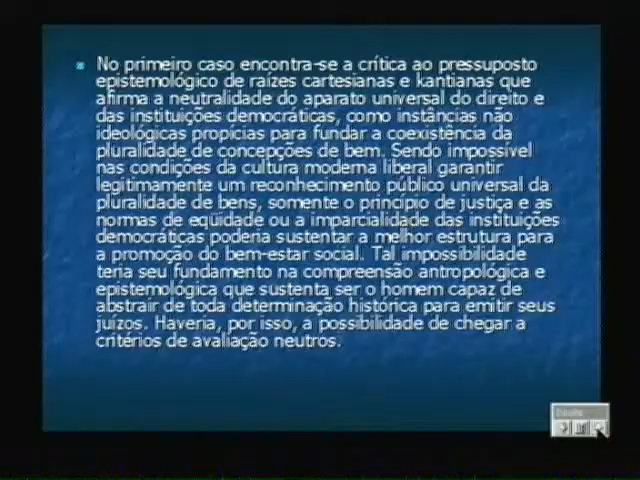 No primeiro caso encontra-se a crítica ao pressuposto
epistemológico de raízes cartesianas e kantianas que
afirma a neutralidade do aparato universal do direito e
das instituições democráticas, como instâncias não
ideológicas propícias para fundar a coexistência da
pluralidade de concepções de bem. Sendo impossível
nas condições da cultura moderna liberal garantir
legitimamente um reconhecimento público universal da
pluralidade de bens, somente o princípio de justiça e as
normas de eqüidade ou a imparcialidade das instituições
democráticas poderia sustentar a melhor estrutura para
a promoção do bem-estar social. Tal impossibilidade
teria seu fundamento na compreensão antropológica e
epistemológica que sustenta ser o homem capaz de
abstrair de toda determinação histórica para emitir seus
juízos. Haveria, por isso, a possibilidade de chegar a
critérios de avaliação neutros.